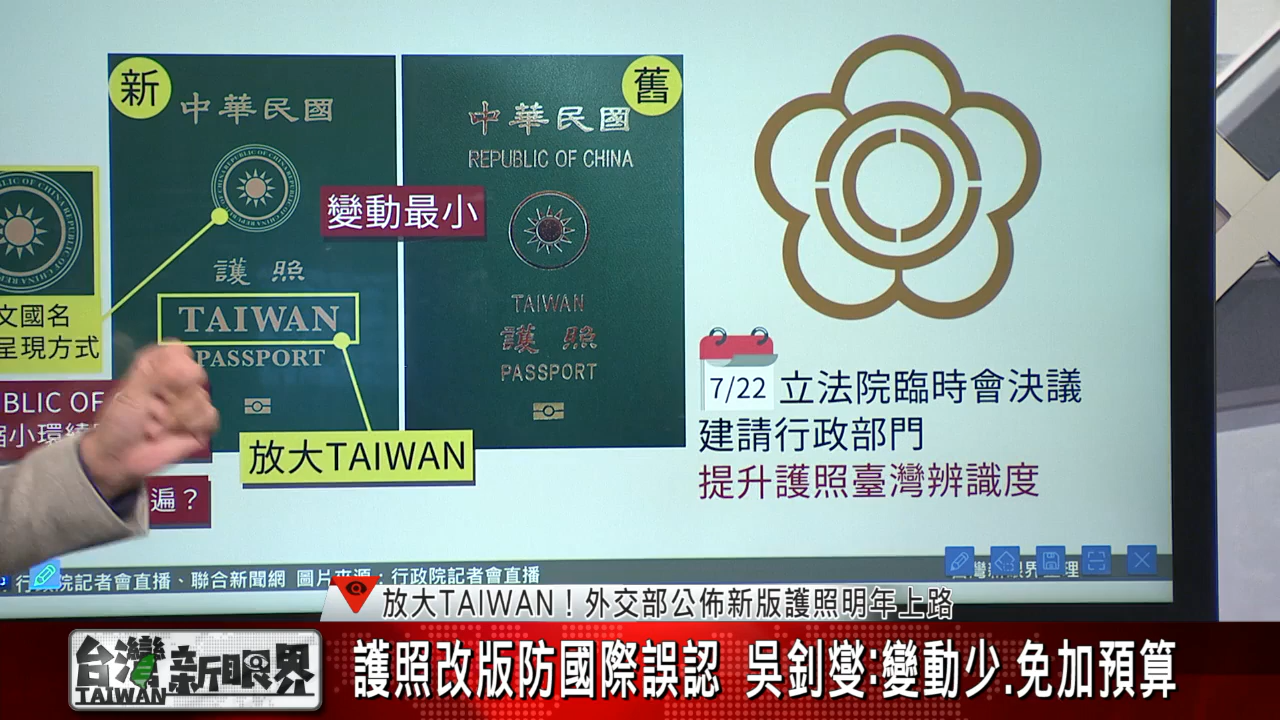 新
中華民國
REPUBLIC OF CHINA
護照
TAIWAN
PASSPORT
舊
中華民國
REPUBLIC OF CHINA
TAIWAN
護照
PASSPORT
變動最小
放大TAIWAN
文國名
呈現方式
BLIC OF
遍？
7/22 立法院臨時會決議
建請行政部門
提升護照臺灣辨識度
行政院記者會直播、聯合新聞網 圖片來源：行政院記者會直播
放大TAIWAN！外交部公佈新版護照明年上路
台灣新眼界
TAIWAN
護照改版防國際誤認 吳釗燮:變動少.免加預算